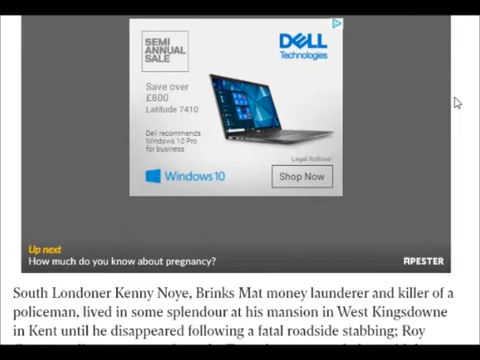 SEMI
ANNUAL
SALE
DELL
Technologies
Save over
£800
Latitude 7410
Dell recommends
Windows 10 Pro
for business
Legal Rollover
Windows 10
Shop Now
Up next
How much do you know about pregnancy?
APESTER
South Londoner Kenny Noye, Brinks Mat money launderer and killer of a
policeman, lived in some splendour at his mansion in West Kingsdowne
in Kent until he disappeared following a fatal roadside stabbing; Roy